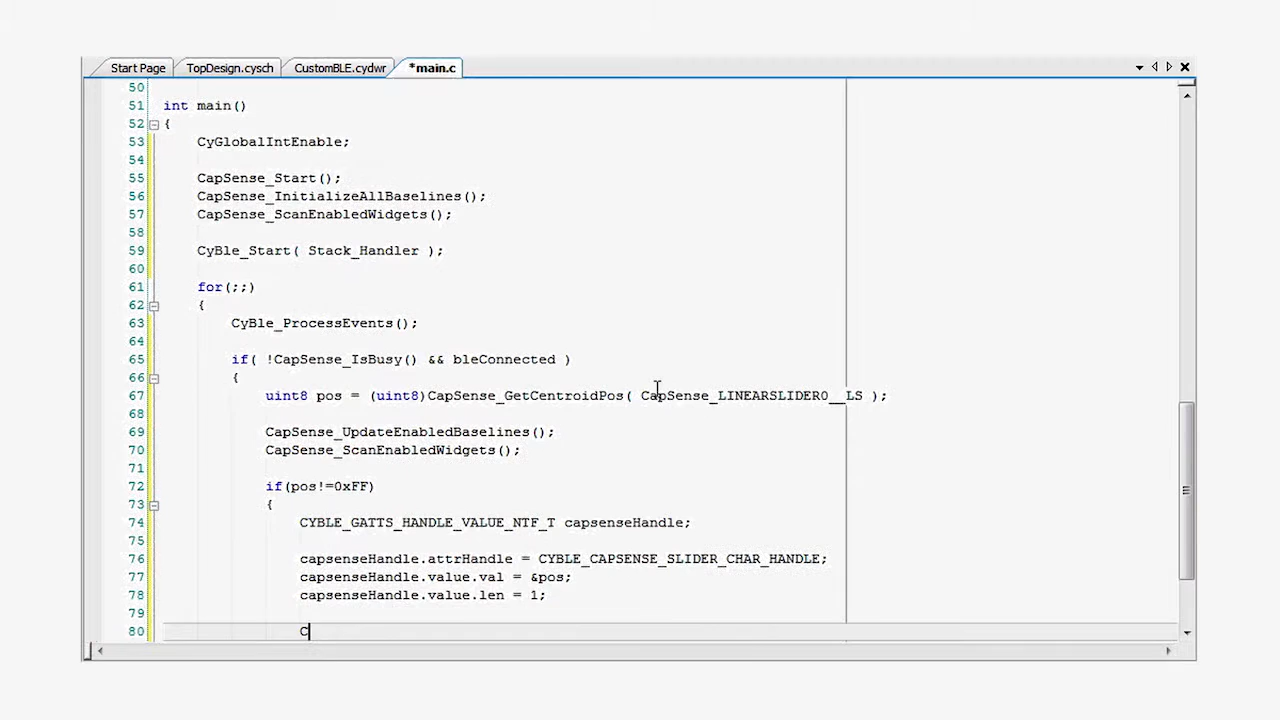 Start Page TopDesign.cysch CustomBLE.cydwr *main.c
50
51 int main()
52 {
53 CyGlobalIntEnable;
54
55 CapSense_Start();
56 CapSense_InitializeAllBaselines();
57 CapSense_ScanEnabledWidgets();
58
59 CyBle_Start( Stack_Handler );
60
61 for(;;)
62 {
63 CyBle_ProcessEvents();
64
65 if( !CapSense_IsBusy() && bleConnected )
66 {
67 uint8 pos = (uint8)CapSense_GetCentroidPos( CapSense_LINEARSLIDER0__LS );
68
69 CapSense_UpdateEnabledBaselines();
70 CapSense_ScanEnabledWidgets();
71
72 if(pos!=0xFF)
73 {
74 CYBLE_GATTS_HANDLE_VALUE_NTF_T capsenseHandle;
75
76 capsenseHandle.attrHandle = CYBLE_CAPSENSE_SLIDER_CHAR_HANDLE;
77 capsenseHandle.value.val = &pos;
78 capsenseHandle.value.len = 1;
79
80 C